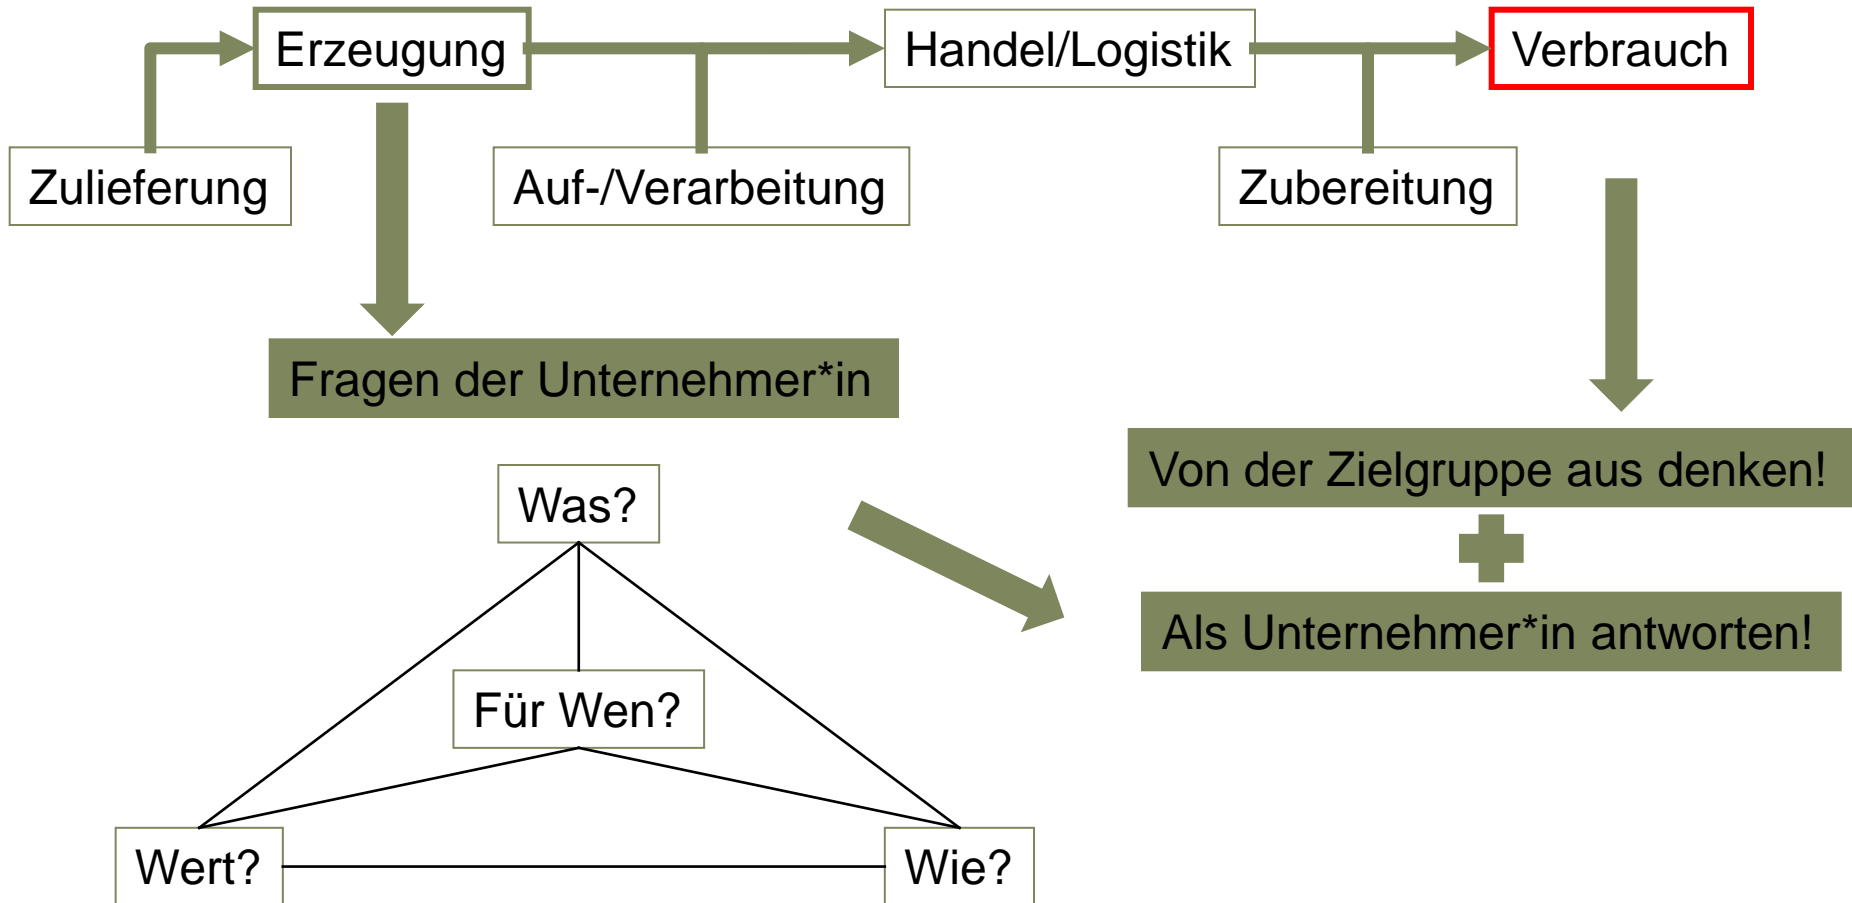 Erzeugung
Handel/Logistik
Verbrauch
Zulieferung
Auf-/Verarbeitung
Zubereitung
Fragen der Unternehmer*in
Von der Zielgruppe aus denken!
Was?
Als Unternehmer*in antworten!
Für Wen?
Wert?
Wie?